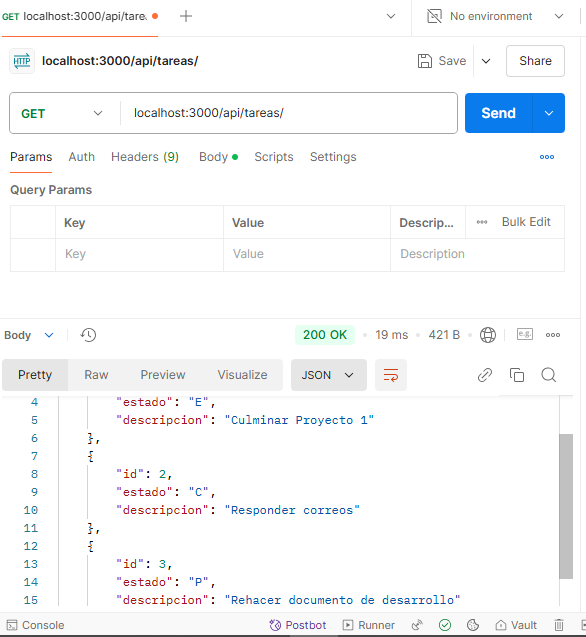 GET localhost:3000/api/tare No environment
HTTP localhost:3000/api/tareas/ Save Share
GET localhost:3000/api/tareas/ Send
Params Auth Headers (9) Body Scripts Settings
Query Params
Key Value Descrip... Bulk Edit
Key Value Description
Body 200 OK 19 ms 421 B e.g.
Pretty Raw Preview Visualize JSON
4 "estado": "E",
5 "descripcion": "Culminar Proyecto 1"
6 },
7 {
8 "id": 2,
9 "estado": "C",
10 "descripcion": "Responder correos"
11 },
12 {
13 "id": 3,
14 "estado": "P",
15 "descripcion": "Rehacer documento de desarrollo"
Console Postbot Runner Vault